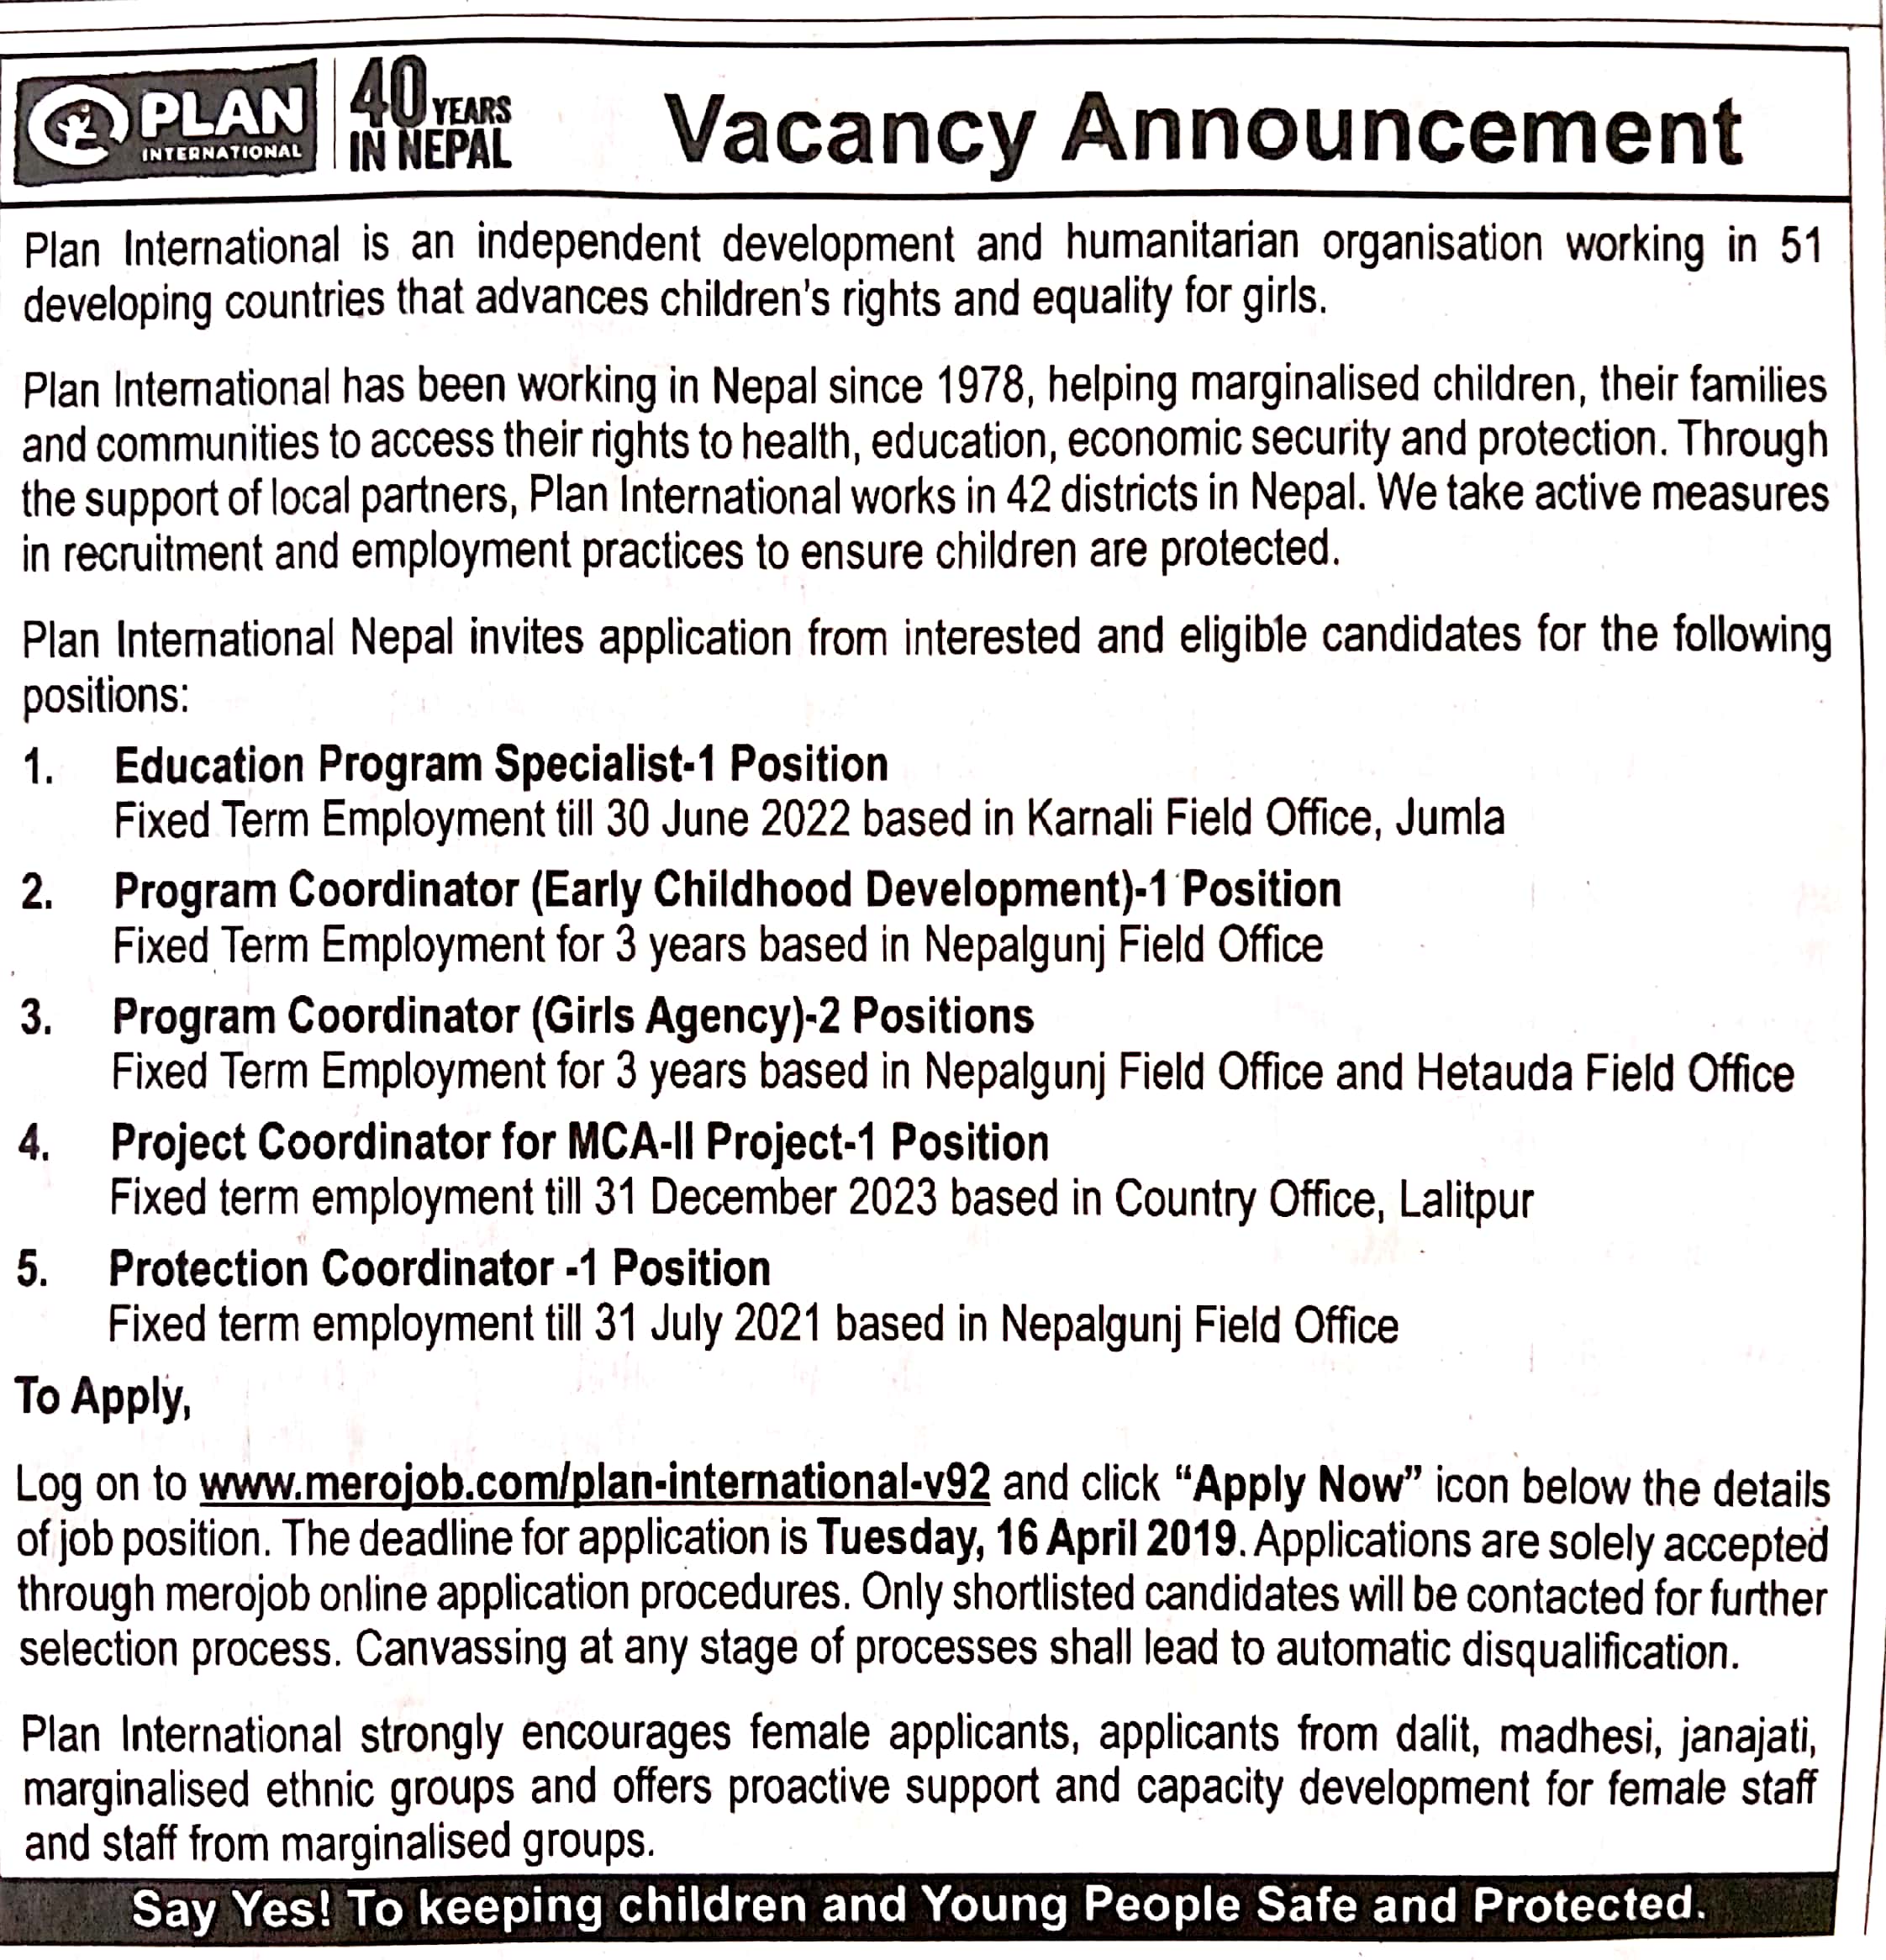 PLAN
INTERNATIONAL
40 YEARS
IN NEPAL
Vacancy Announcement
Plan International is an independent development and humanitarian organisation working in 51
developing countries that advances children's rights and equality for girls.
Plan International has been working in Nepal since 1978, helping marginalised children, their families
and communities to access their rights to health, education, economic security and protection. Through
the support of local partners, Plan International works in 42 districts in Nepal. We take active measures
in recruitment and employment practices to ensure children are protected.
Plan International Nepal invites application from interested and eligible candidates for the following
positions:
1. Education Program Specialist-1 Position
Fixed Term Employment till 30 June 2022 based in Karnali Field Office, Jumla
2. Program Coordinator (Early Childhood Development)-1 Position
Fixed Term Employment for 3 years based in Nepalgunj Field Office
3. Program Coordinator (Girls Agency)-2 Positions
Fixed Term Employment for 3 years based in Nepalgunj Field Office and Hetauda Field Office
4. Project Coordinator for MCA-II Project-1 Position
Fixed term employment till 31 December 2023 based in Country Office, Lalitpur
5. Protection Coordinator -1 Position
Fixed term employment till 31 July 2021 based in Nepalgunj Field Office
To Apply,
Log on to www.merojob.com/plan-international-v92 and click “Apply Now” icon below the details
of job position. The deadline for application is Tuesday, 16 April 2019. Applications are solely accepted
through merojob online application procedures. Only shortlisted candidates will be contacted for further
selection process. Canvassing at any stage of processes shall lead to automatic disqualification.
Plan International strongly encourages female applicants, applicants from dalit, madhesi, janajati,
marginalised ethnic groups and offers proactive support and capacity development for female staff
and staff from marginalised groups.
Say Yes! To keeping children and Young People Safe and Protected.